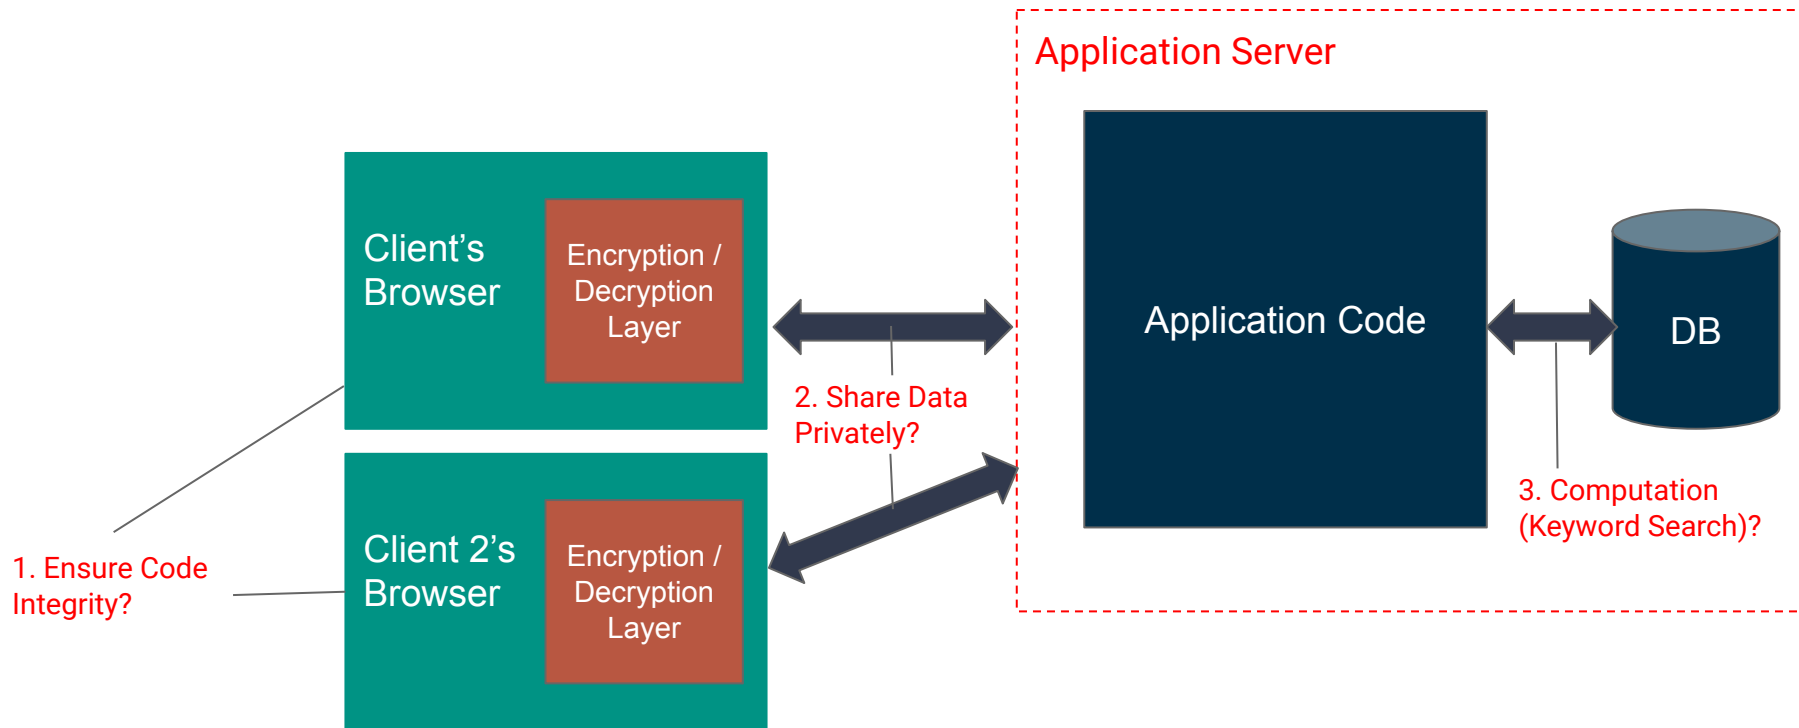 Application Server
Client’s
Browser
Encryption /
Decryption
Layer
Application Code
DB
2. Share Data
Privately?
3. Computation
(Keyword Search)?
1. Ensure Code
Integrity?
Client 2’s
Browser
Encryption /
Decryption
Layer